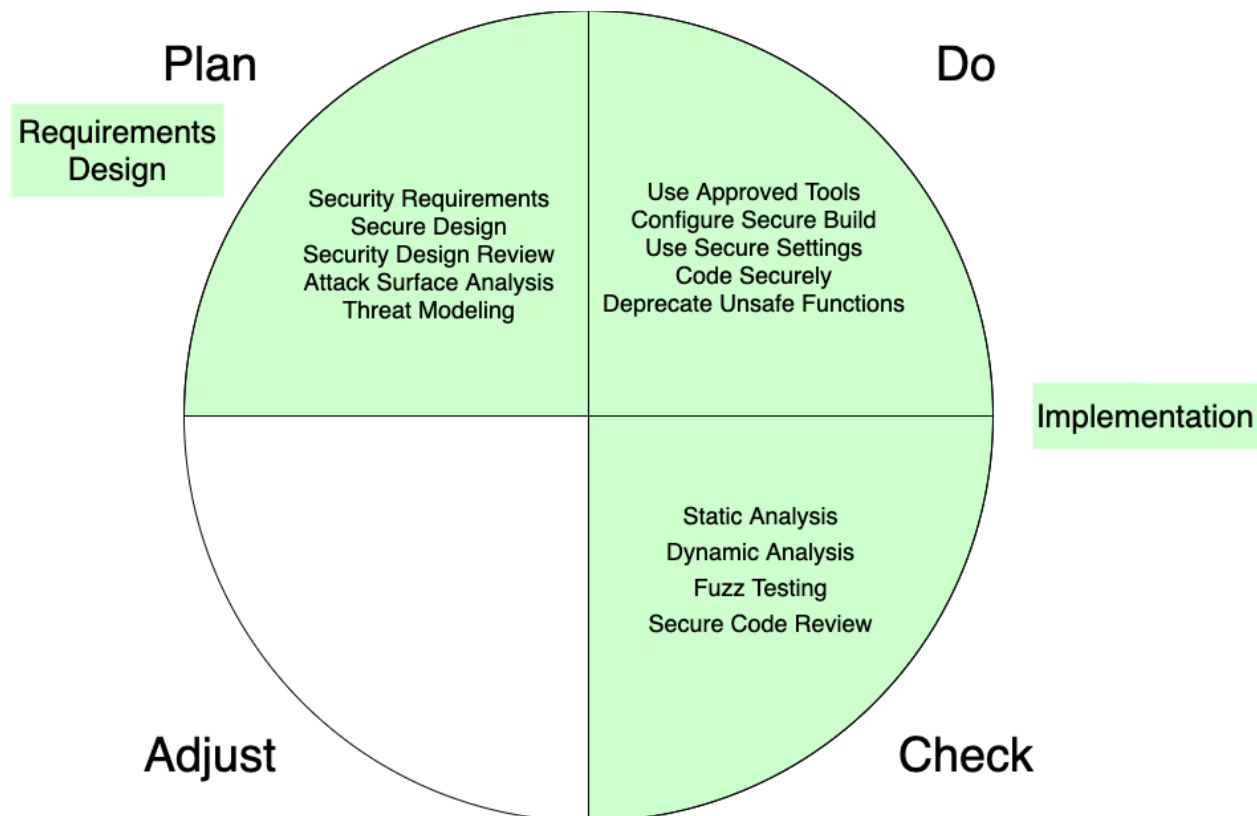 Plan
Do
Requirements
Design
Security Requirements
Secure Design
Security Design Review
Attack Surface Analysis
Threat Modeling
Use Approved Tools
Configure Secure Build
Use Secure Settings
Code Securely
Deprecate Unsafe Functions
Implementation
Static Analysis
Dynamic Analysis
Fuzz Testing
Secure Code Review
Adjust
Check